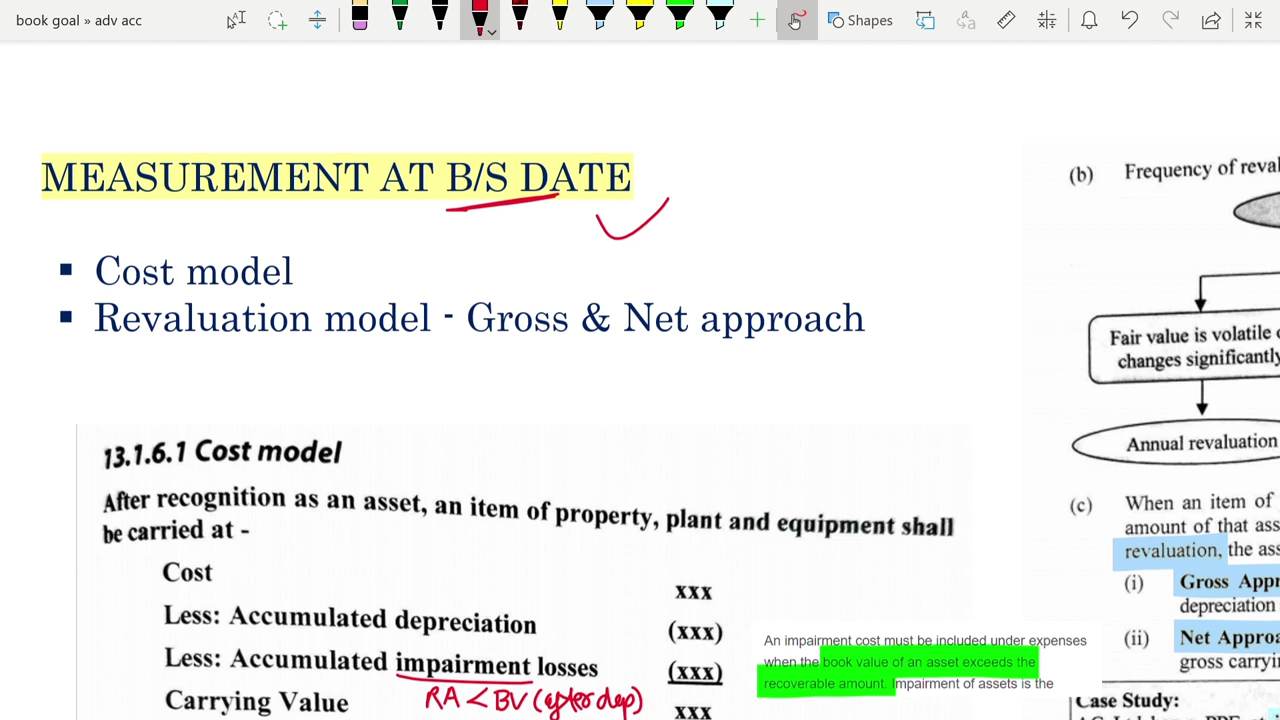 book goal » adv acc
Shapes
MEASUREMENT AT B/S DATE
▪ Cost model
▪ Revaluation model - Gross & Net approach
13.1.6.1 Cost model
After recognition as an asset, an item of property, plant and equipment shall
be carried at -
Cost xxx
Less: Accumulated depreciation (xxx)
Less: Accumulated impairment losses (xxx)
Carrying Value xxx
RA < BV (after dep)
An impairment cost must be included under expenses
when the book value of an asset exceeds the
recoverable amount. Impairment of assets is the
(b) Frequency of reval
Fair value is volatile
changes significantly
Annual revaluation
(c) When an item of
amount of that ass
revaluation, the ass
(i) Gross Appr
depreciation
(ii) Net Approa
gross carryin
Case Study: